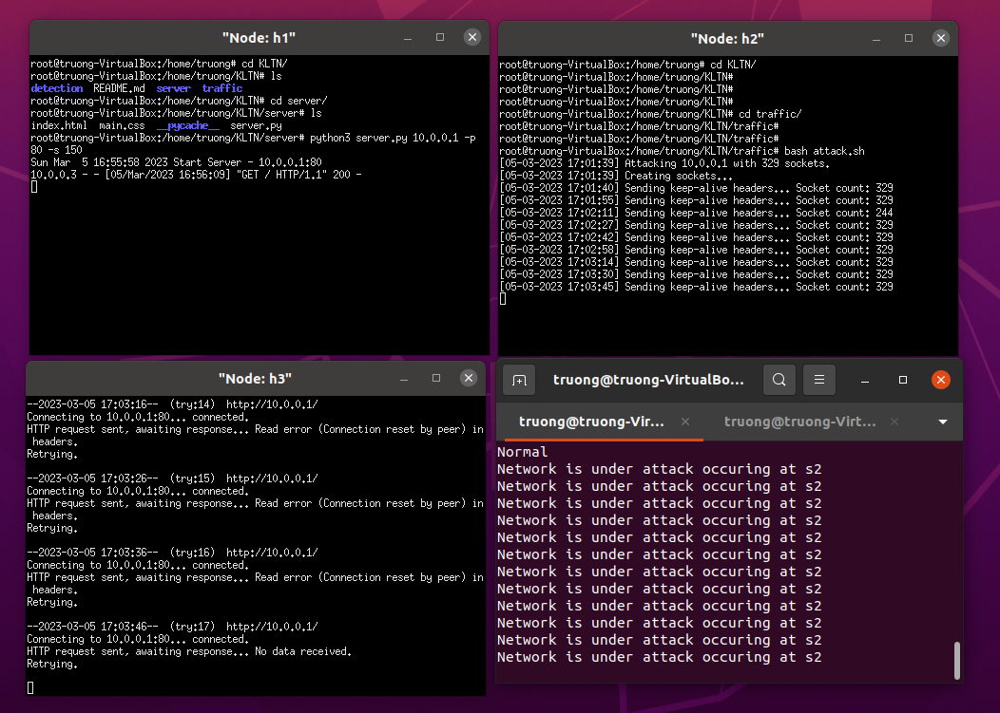 "Node: h1"
root@truong-VirtualBox:/home/truong# cd KLTN/
root@truong-VirtualBox:/home/truong/KLTN# ls
detection  README.md  server  traffic
root@truong-VirtualBox:/home/truong/KLTN# cd server/
root@truong-VirtualBox:/home/truong/KLTN/server# ls
index.html  main.css  __pycache__  server.py
root@truong-VirtualBox:/home/truong/KLTN/server# python3 server.py 10.0.0.1 -p
80 -s 150
Sun Mar  5 16:55:58 2023 Start Server - 10.0.0.1:80
10.0.0.3 - - [05/Mar/2023 16:56:09] "GET / HTTP/1.1" 200 -
"Node: h2"
root@truong-VirtualBox:/home/truong# cd KLTN/
root@truong-VirtualBox:/home/truong/KLTN#
root@truong-VirtualBox:/home/truong/KLTN#
root@truong-VirtualBox:/home/truong/KLTN#
root@truong-VirtualBox:/home/truong/KLTN# cd traffic/
root@truong-VirtualBox:/home/truong/KLTN/traffic#
root@truong-VirtualBox:/home/truong/KLTN/traffic#
root@truong-VirtualBox:/home/truong/KLTN/traffic# bash attack.sh
[05-03-2023 17:01:39] Attacking 10.0.0.1 with 329 sockets.
[05-03-2023 17:01:39] Creating sockets...
[05-03-2023 17:01:40] Sending keep-alive headers... Socket count: 329
[05-03-2023 17:01:55] Sending keep-alive headers... Socket count: 329
[05-03-2023 17:02:11] Sending keep-alive headers... Socket count: 244
[05-03-2023 17:02:27] Sending keep-alive headers... Socket count: 329
[05-03-2023 17:02:42] Sending keep-alive headers... Socket count: 329
[05-03-2023 17:02:58] Sending keep-alive headers... Socket count: 329
[05-03-2023 17:03:14] Sending keep-alive headers... Socket count: 329
[05-03-2023 17:03:30] Sending keep-alive headers... Socket count: 329
[05-03-2023 17:03:45] Sending keep-alive headers... Socket count: 329
"Node: h3"
--2023-03-05 17:03:16--  (try:14)  http://10.0.0.1/
Connecting to 10.0.0.1:80... connected.
HTTP request sent, awaiting response... Read error (Connection reset by peer) in
 headers.
Retrying.
--2023-03-05 17:03:26--  (try:15)  http://10.0.0.1/
Connecting to 10.0.0.1:80... connected.
HTTP request sent, awaiting response... Read error (Connection reset by peer) in
 headers.
Retrying.
--2023-03-05 17:03:36--  (try:16)  http://10.0.0.1/
Connecting to 10.0.0.1:80... connected.
HTTP request sent, awaiting response... Read error (Connection reset by peer) in
 headers.
Retrying.
--2023-03-05 17:03:46--  (try:17)  http://10.0.0.1/
Connecting to 10.0.0.1:80... connected.
HTTP request sent, awaiting response... No data received.
Retrying.
truong@truong-VirtualBo...
truong@truong-Vir...
truong@truong-Virt...
Normal
Network is under attack occuring at s2
Network is under attack occuring at s2
Network is under attack occuring at s2
Network is under attack occuring at s2
Network is under attack occuring at s2
Network is under attack occuring at s2
Network is under attack occuring at s2
Network is under attack occuring at s2
Network is under attack occuring at s2
Network is under attack occuring at s2
Network is under attack occuring at s2
Network is under attack occuring at s2